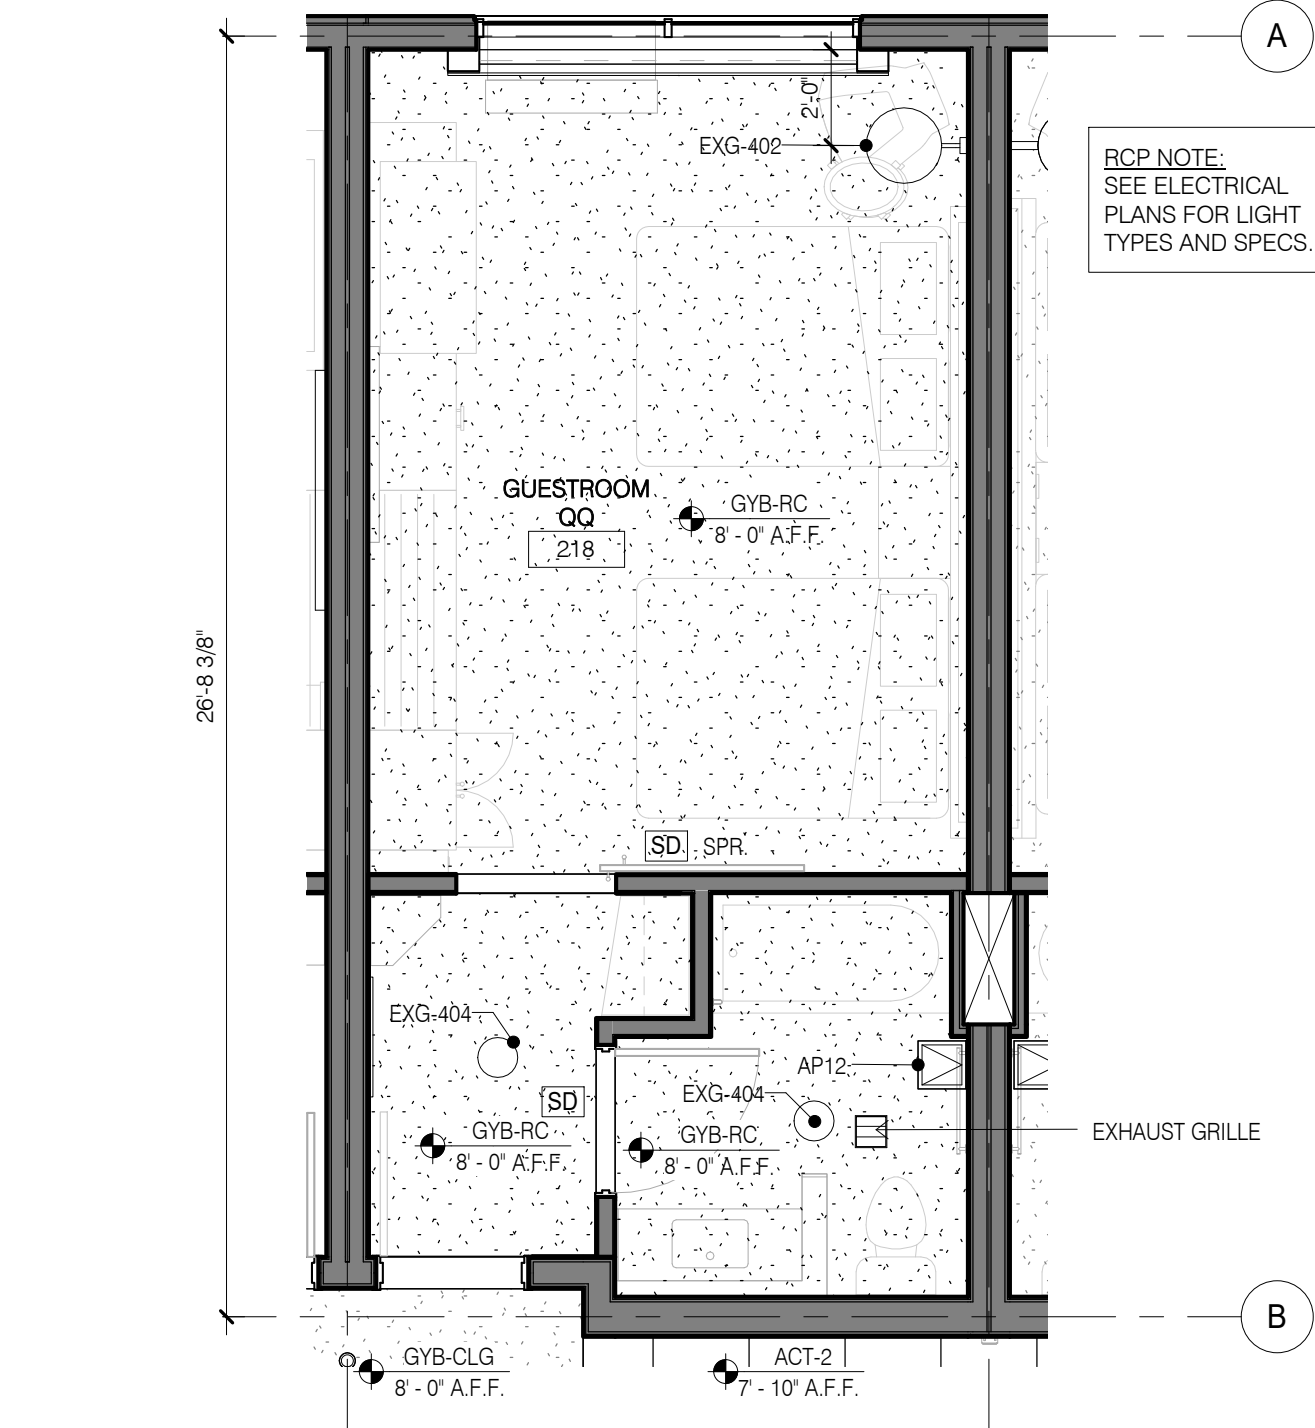 A
2'-0"
EXG-402
RCP NOTE:
SEE ELECTRICAL
PLANS FOR LIGHT
TYPES AND SPECS.
GUESTROOM
QQ
218
GYB-RC
8' - 0" A.F.F.
26'-8 3/8"
SD SPR.
EXG-404
AP12
EXG-404
SD
GYB-RC
8' - 0" A.F.F.
GYB-RC
8' - 0" A.F.F.
EXHAUST GRILLE
B
GYB-CLG
8' - 0" A.F.F.
ACT-2
7' - 10" A.F.F.